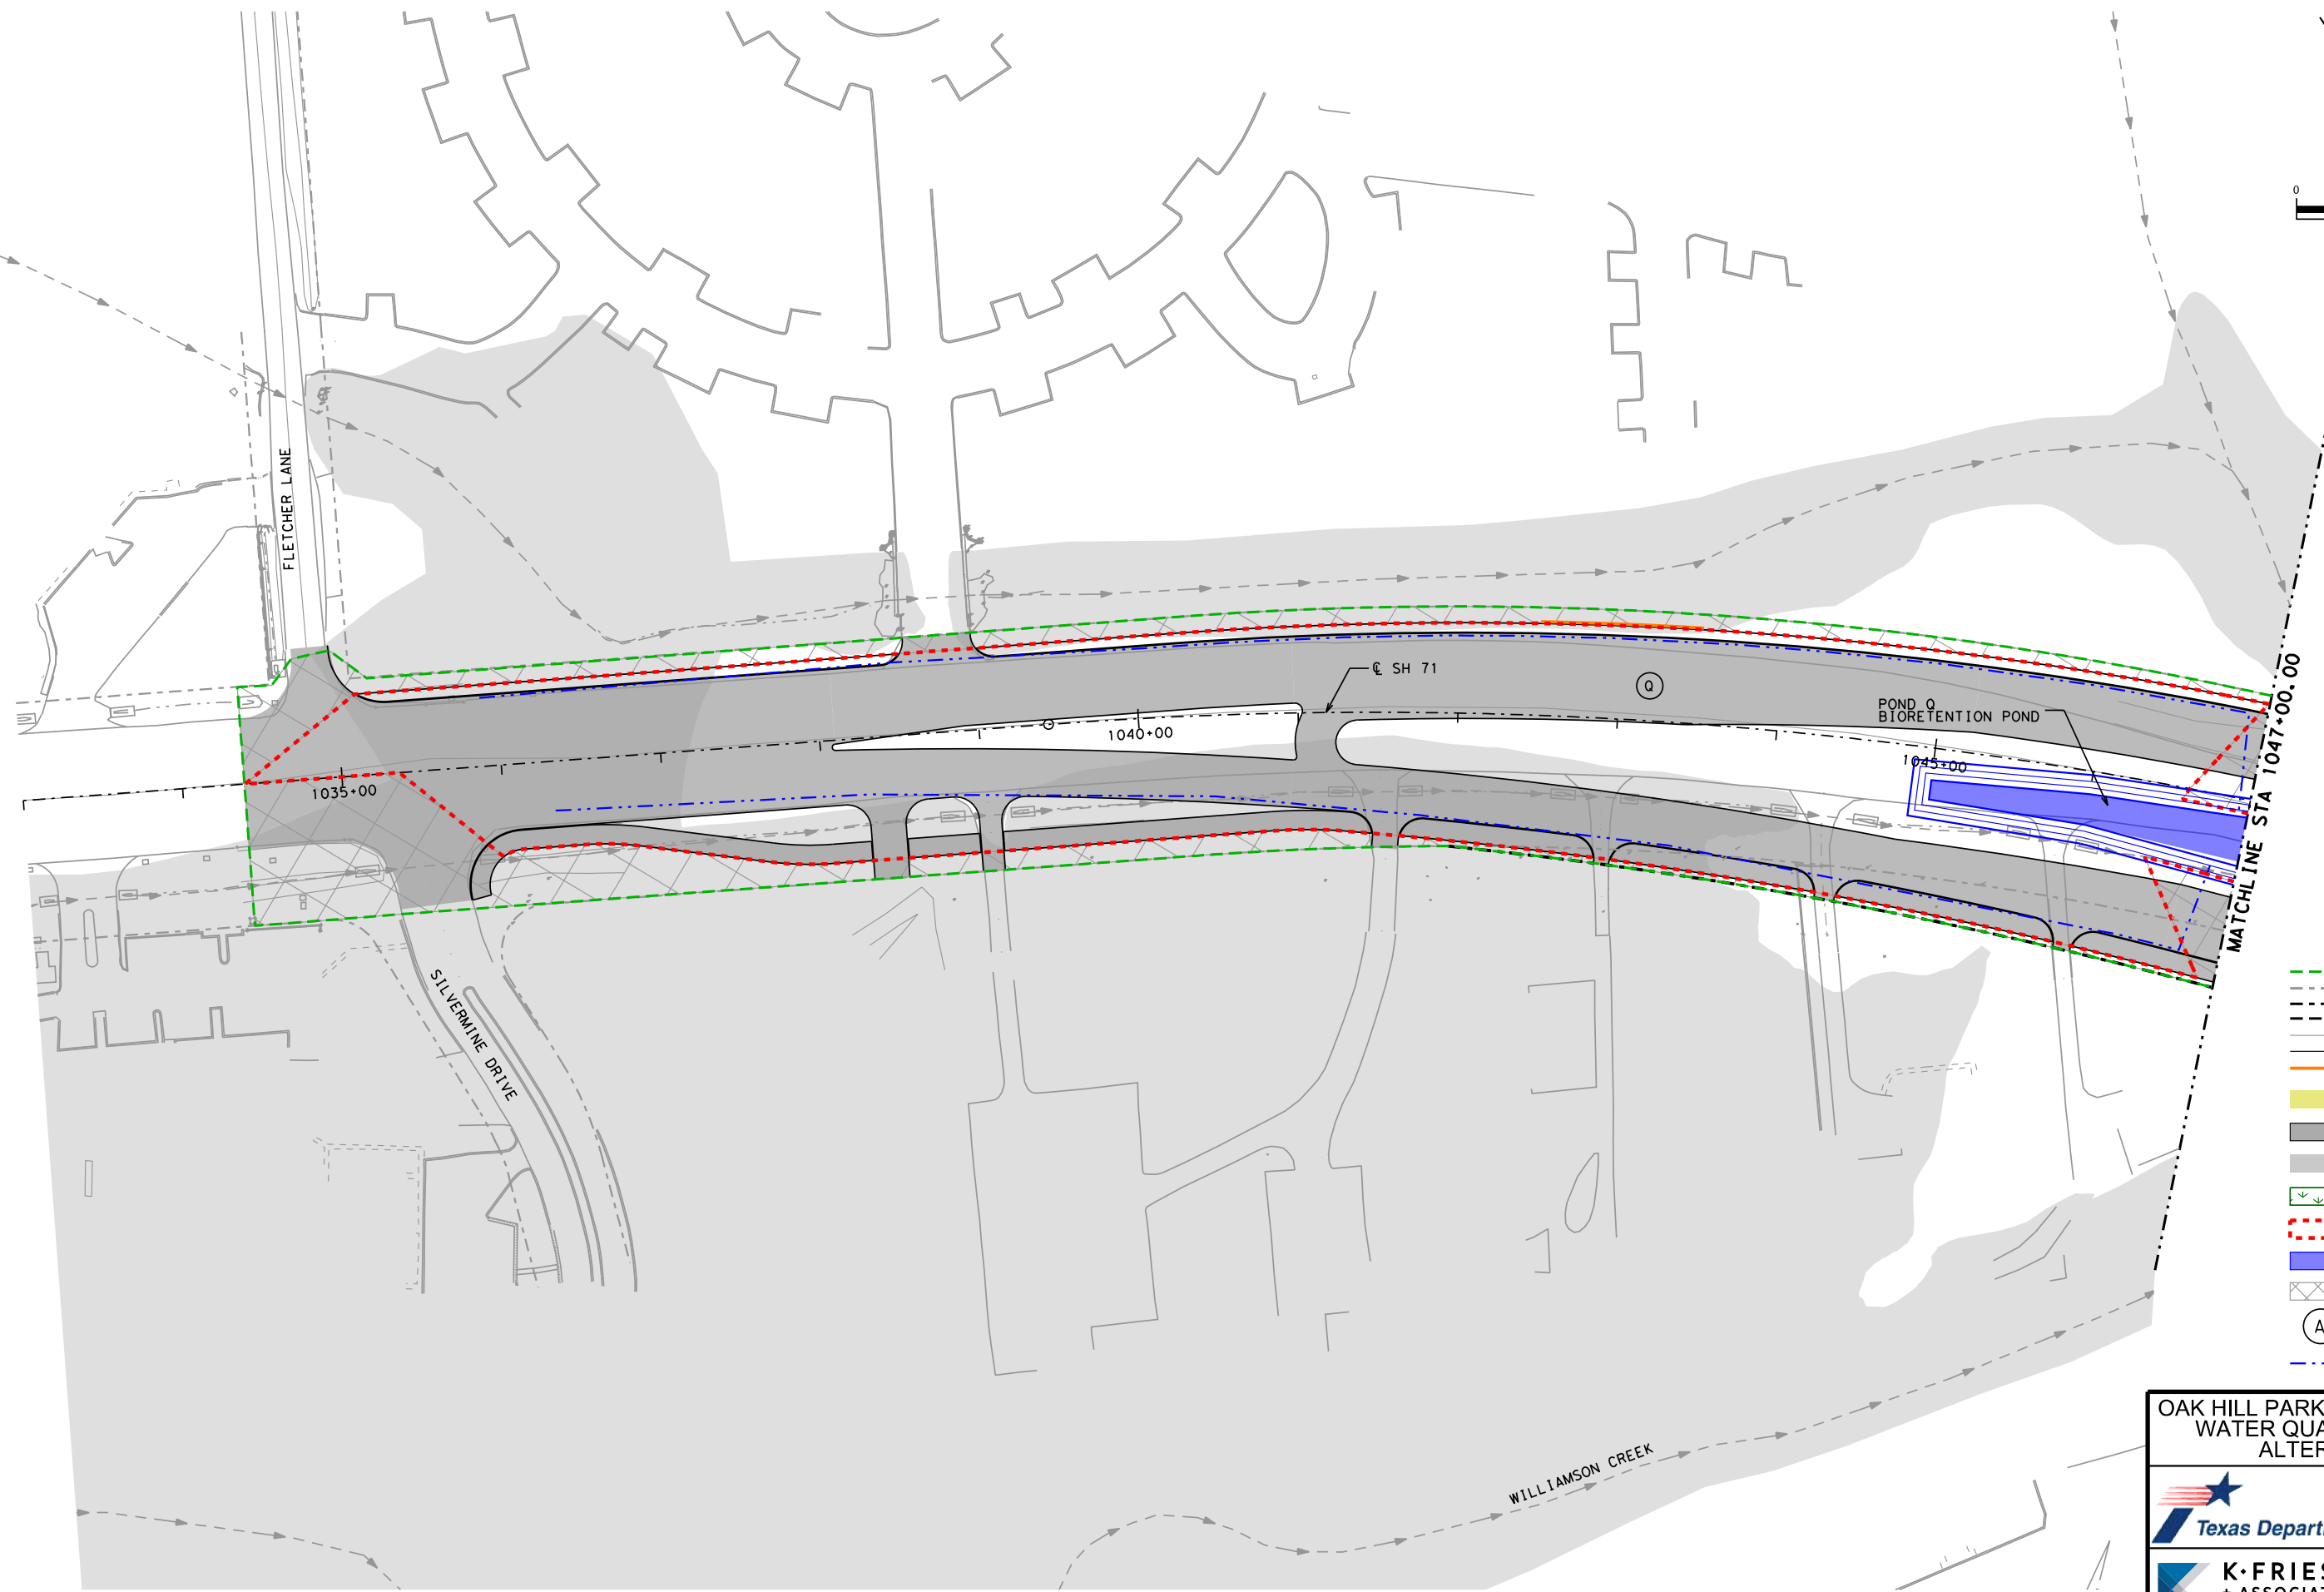 0
FLETCHER LANE
℄ SH 71
Q
POND Q
BIORETENTION POND
1040+00
1045+00
1035+00
MATCHLINE STA 1047+00.00
SILVERMINE DRIVE
WILLIAMSON CREEK
A
OAK HILL PARK
WATER QUA
ALTER
Texas Depart
K·FRIES
+ ASSOCIA